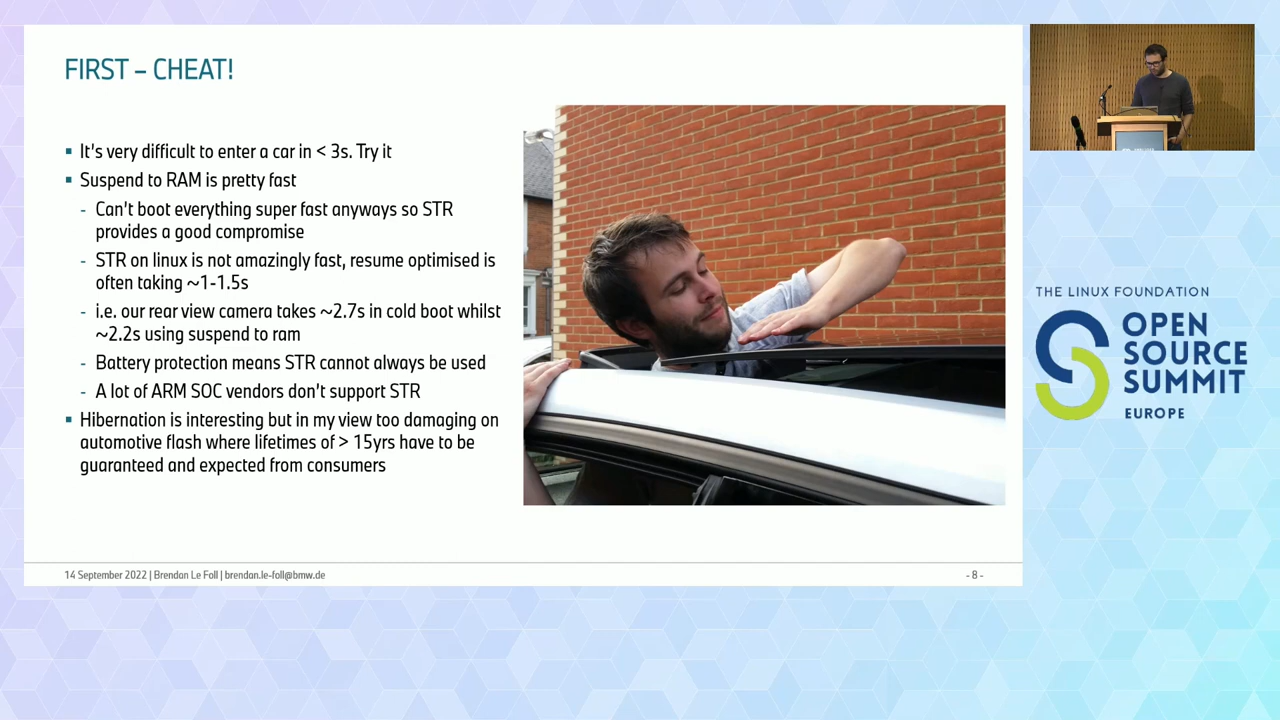 FIRST – CHEAT!
▪ It's very difficult to enter a car in < 3s. Try it
▪ Suspend to RAM is pretty fast
- Can't boot everything super fast anyways so STR
provides a good compromise
- STR on linux is not amazingly fast, resume optimised is
often taking ~1-1.5s
- i.e. our rear view camera takes ~2.7s in cold boot whilst
~2.2s using suspend to ram
- Battery protection means STR cannot always be used
- A lot of ARM SOC vendors don't support STR
▪ Hibernation is interesting but in my view too damaging on
automotive flash where lifetimes of > 15yrs have to be
guaranteed and expected from consumers
14 September 2022 | Brendan Le Foll | brendan.le-foll@bmw.de
- 8 -
THE LINUX FOUNDATION
OPEN
SOURCE
SUMMIT
EUROPE